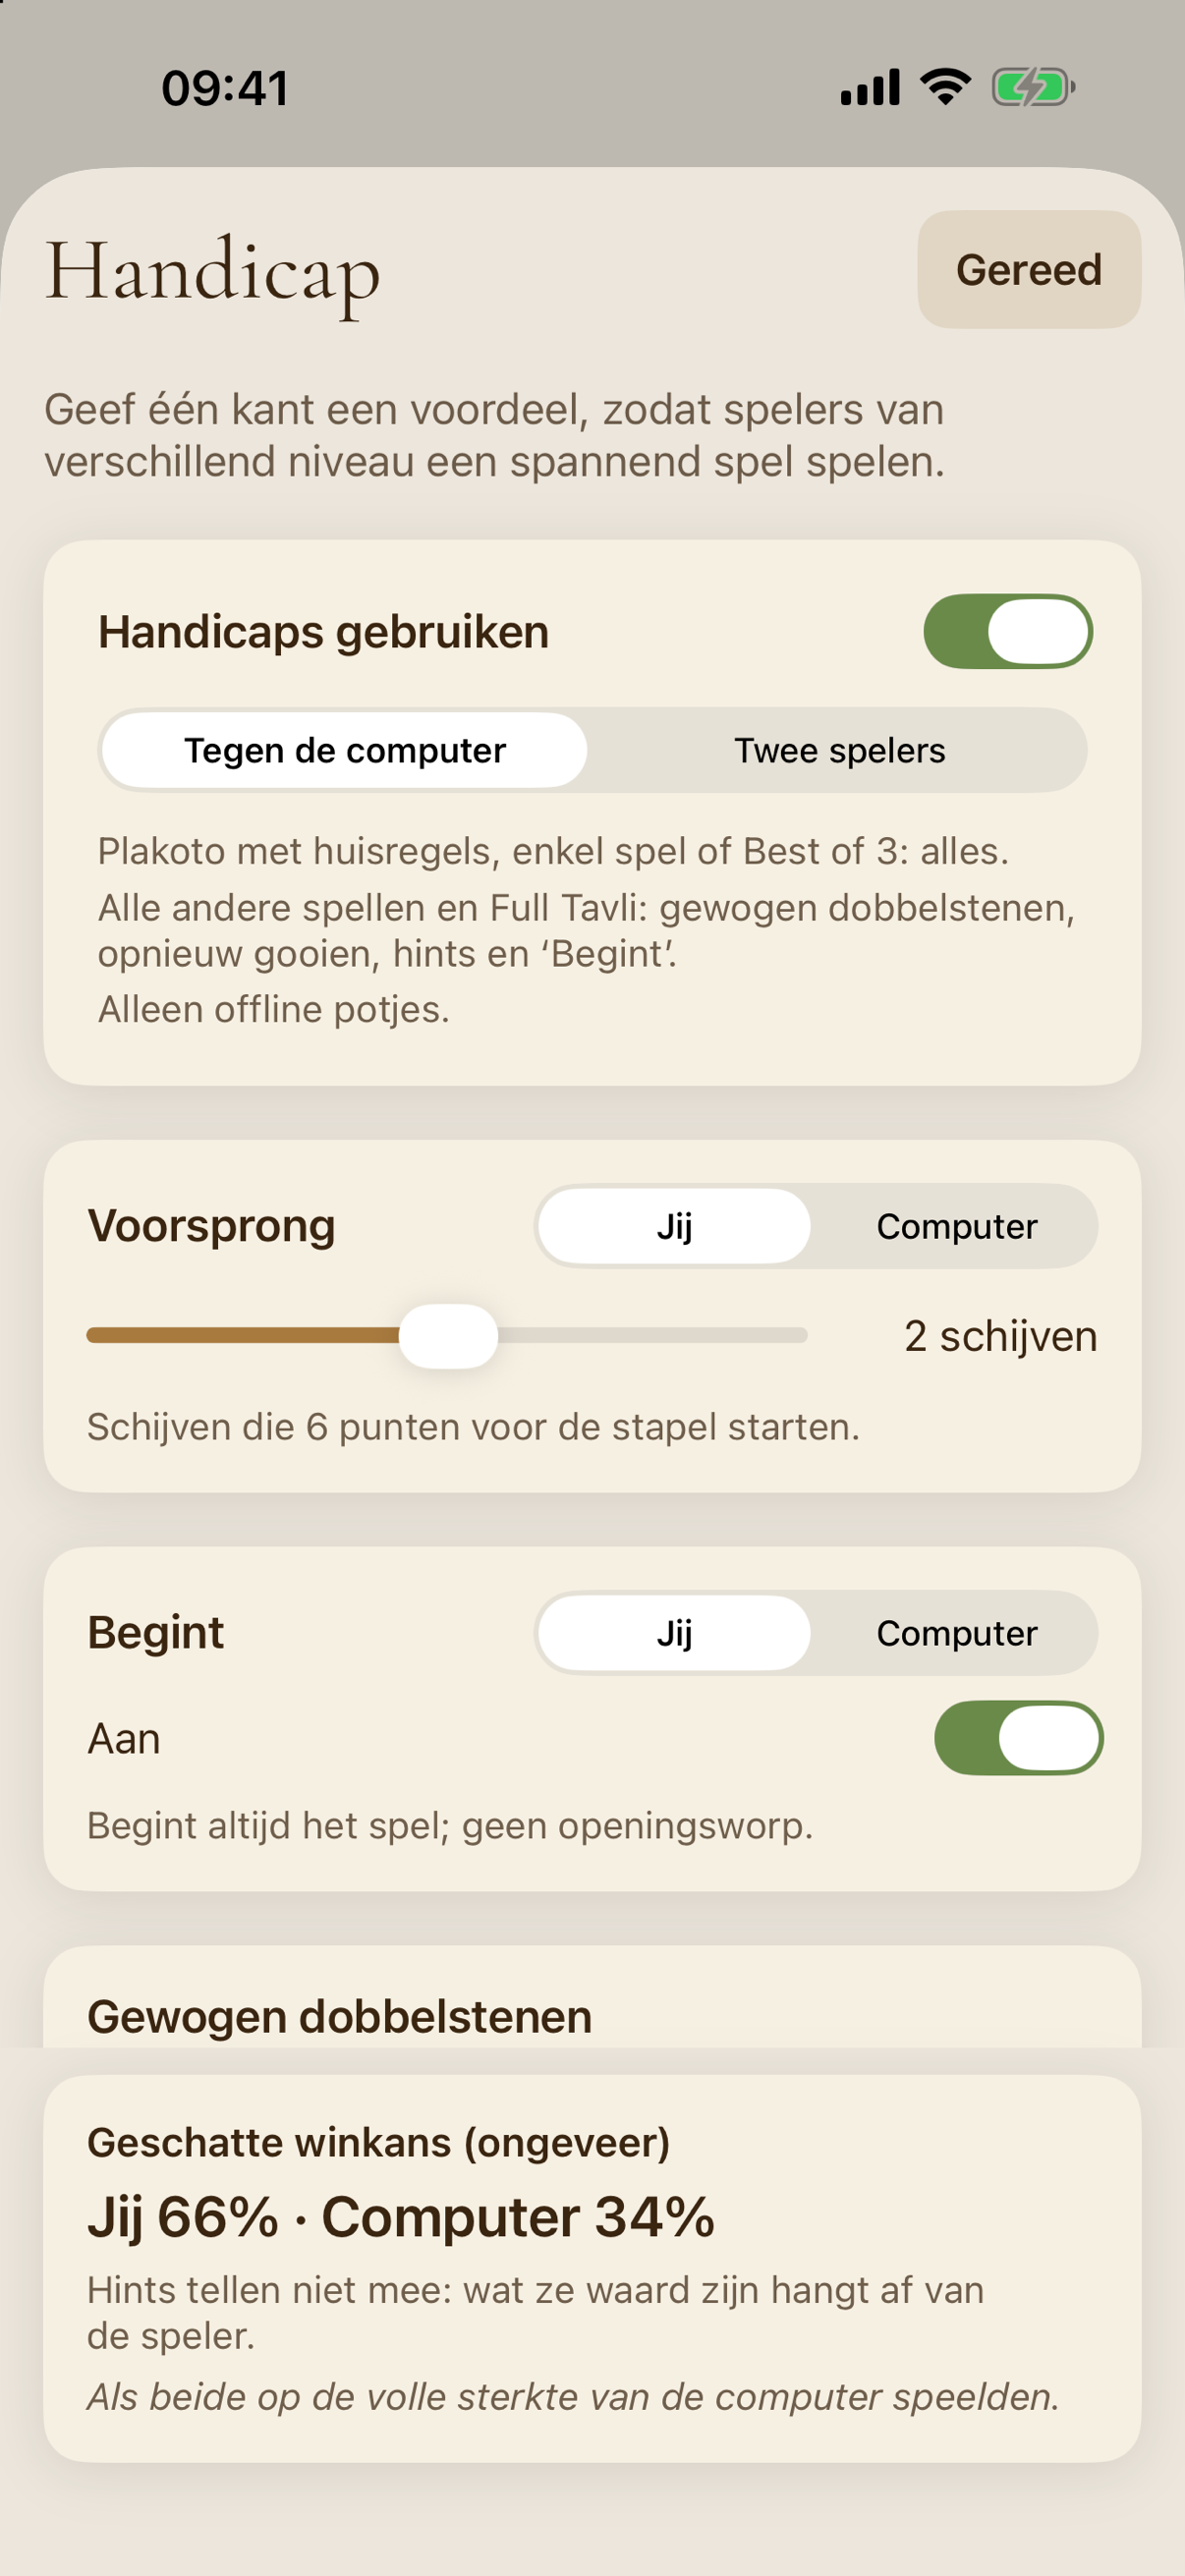 09:41
Handicap
Gereed
Geef één kant een voordeel, zodat spelers van
verschillend niveau een spannend spel spelen.
Handicaps gebruiken
Tegen de computer
Twee spelers
Plakoto met huisregels, enkel spel of Best of 3: alles.
Alle andere spellen en Full Tavli: gewogen dobbelstenen,
opnieuw gooien, hints en ‘Begint’.
Alleen offline potjes.
Voorsprong
Jij
Computer
2 schijven
Schijven die 6 punten voor de stapel starten.
Begint
Jij
Computer
Aan
Begint altijd het spel; geen openingsworp.
Gewogen dobbelstenen
Geschatte winkans (ongeveer)
Jij 66% · Computer 34%
Hints tellen niet mee: wat ze waard zijn hangt af van
de speler.
Als beide op de volle sterkte van de computer speelden.